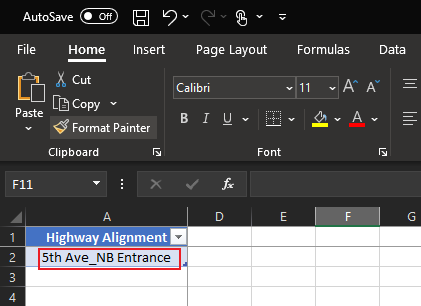 AutoSave Off
File Home Insert Page Layout Formulas Da
Cut
Copy
Paste Format Painter
Clipboard
Calibri 11 A A
B I U A
Font
F11 fx
A D E F G
1 Highway Alignment
2 5th Ave_NB Entrance
3
4